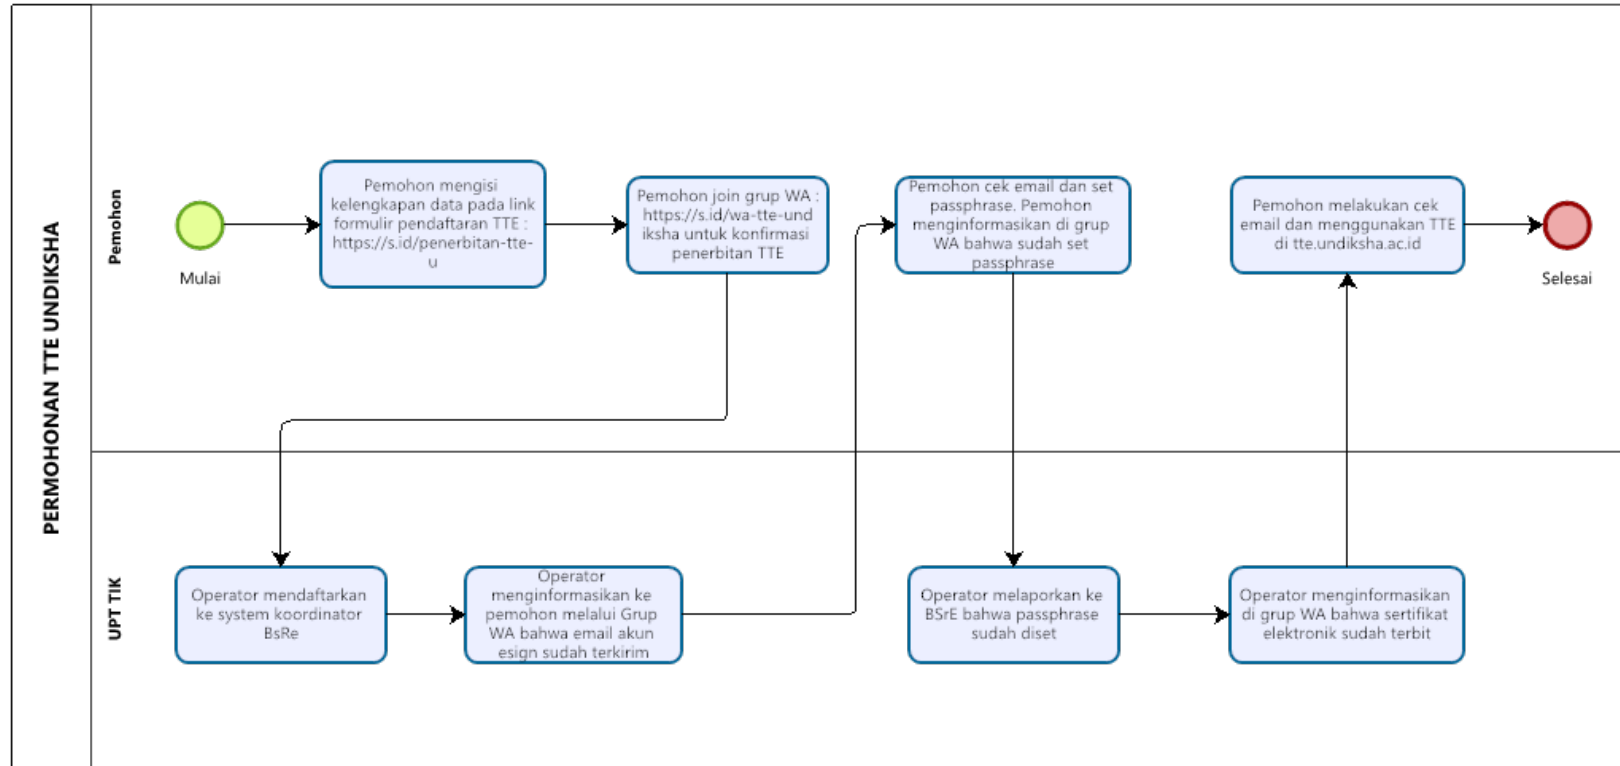 PERMOHONAN TTE UNDIKSHA
Pemohon
Mulai
Pemohon mengisi
kelengkapan data pada link
formulir pendaftaran TTE :
https://s.id/penerbitan-tte-
u
Pemohon join grup WA :
https://s.id/wa-tte-und
iksha untuk konfirmasi
penerbitan TTE
Pemohon cek email dan set
passphrase. Pemohon
menginformasikan di grup
WA bahwa sudah set
passphrase
Pemohon melakukan cek
email dan menggunakan TTE
di tte.undiksha.ac.id
Selesai
UPT TIK
Operator mendaftarkan
ke system koordinator
BsRe
Operator
menginformasikan ke
pemohon melalui Grup
WA bahwa email akun
esign sudah terkirim
Operator melaporkan ke
BSrE bahwa passphrase
sudah diset
Operator menginformasikan
di grup WA bahwa sertifikat
elektronik sudah terbit